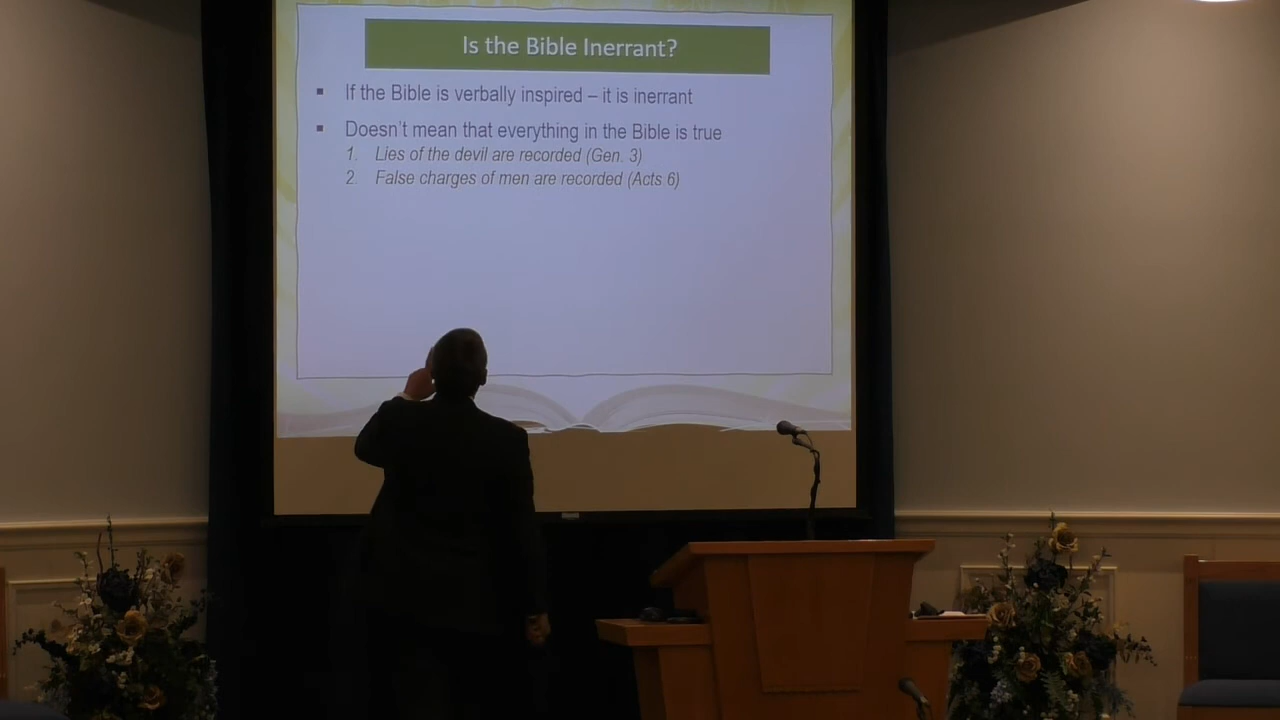 Is the Bible Inerrant?
▪ If the Bible is verbally inspired – it is inerrant
▪ Doesn't mean that everything in the Bible is true
1. Lies of the devil are recorded (Gen. 3)
2. False charges of men are recorded (Acts 6)